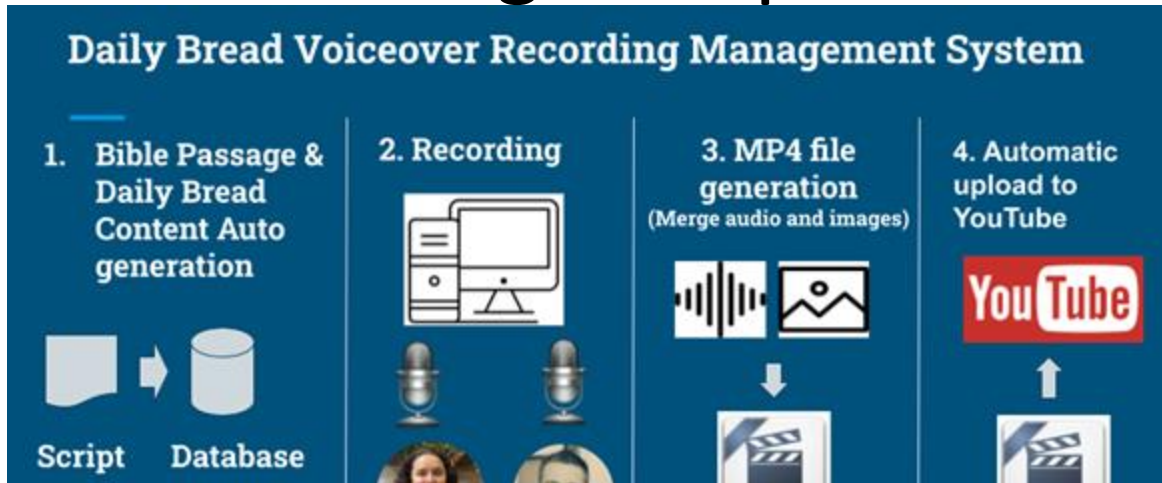 Daily Bread Voiceover Recording Management System
1. Bible Passage &
Daily Bread
Content Auto
generation
Script Database
2. Recording
3. MP4 file
generation
(Merge audio and images)
4. Automatic
upload to
YouTube
YouTube